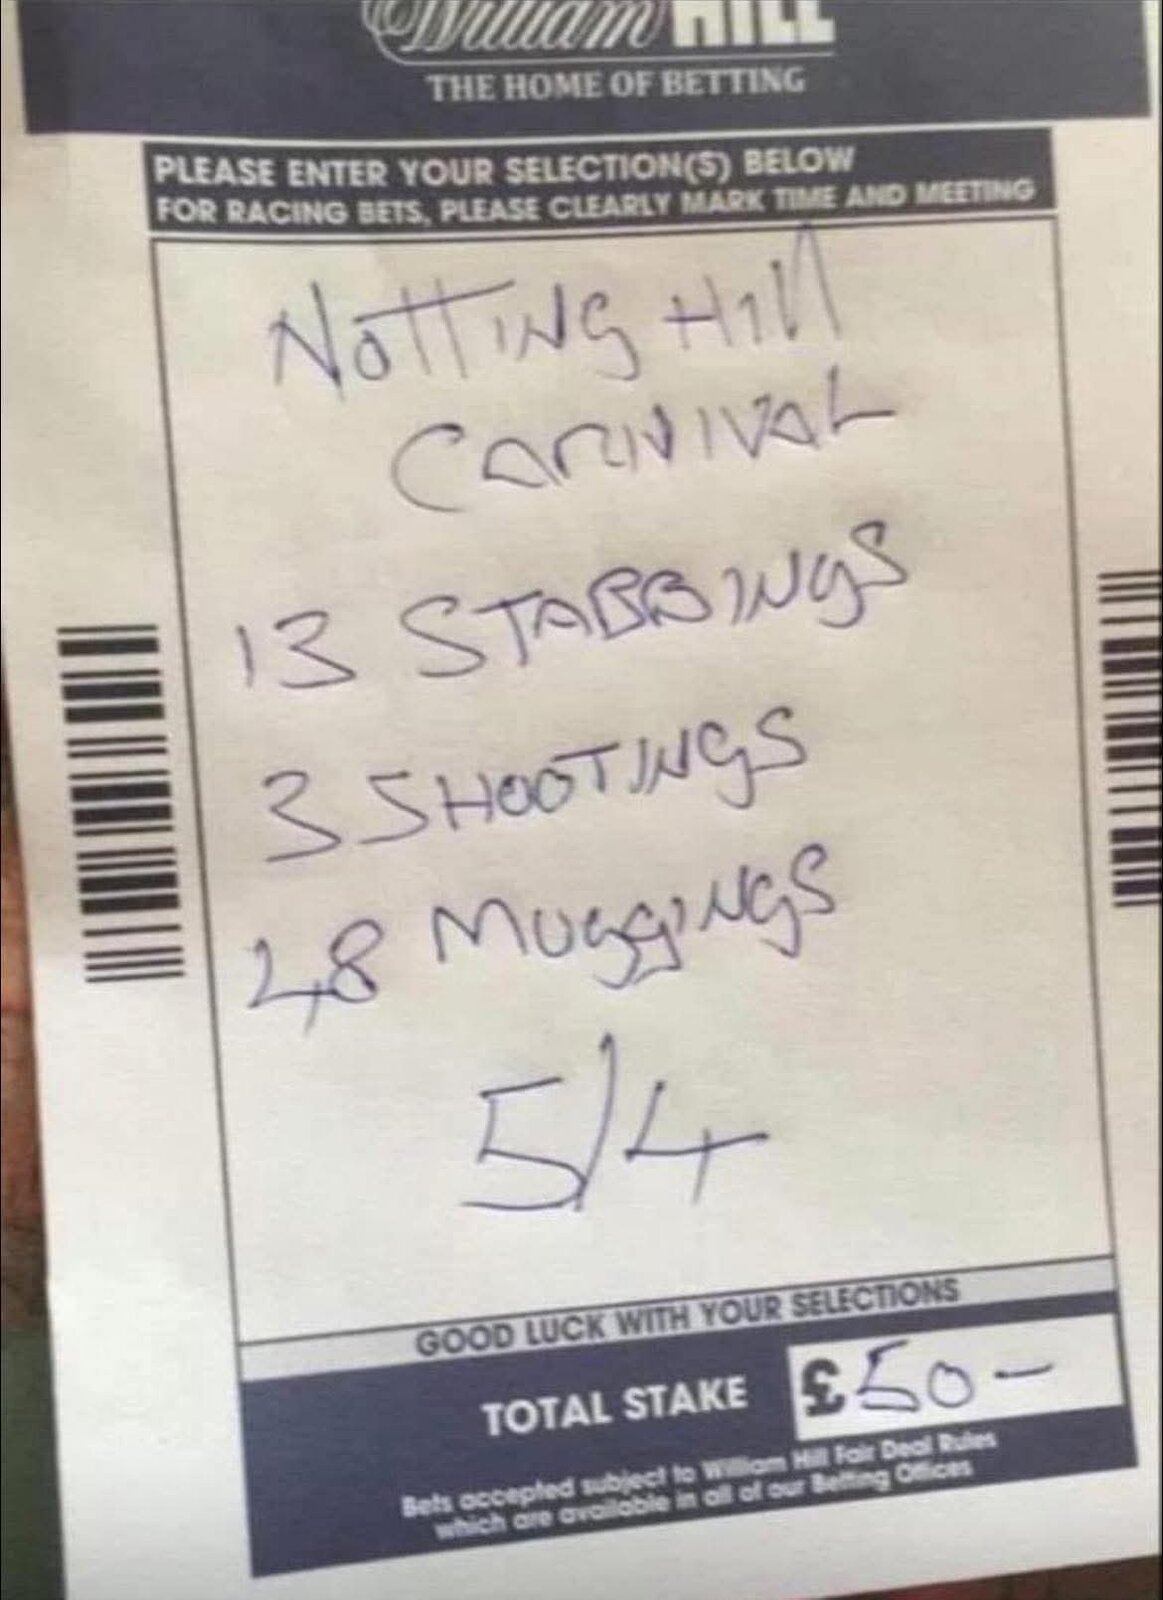 William HILL
THE HOME OF BETTING
PLEASE ENTER YOUR SELECTION(S) BELOW
FOR RACING BETS, PLEASE CLEARLY MARK TIME AND MEETING
NOTTING Hill
CARNIVAL
13 STABBINgS
3 SHOOTINGS
48 MUggINGS
5/4
GOOD LUCK WITH YOUR SELECTIONS
TOTAL STAKE £50-
Bets accepted subject to William Hill Fair Deal Rules
which are available in all of our Betting Offices